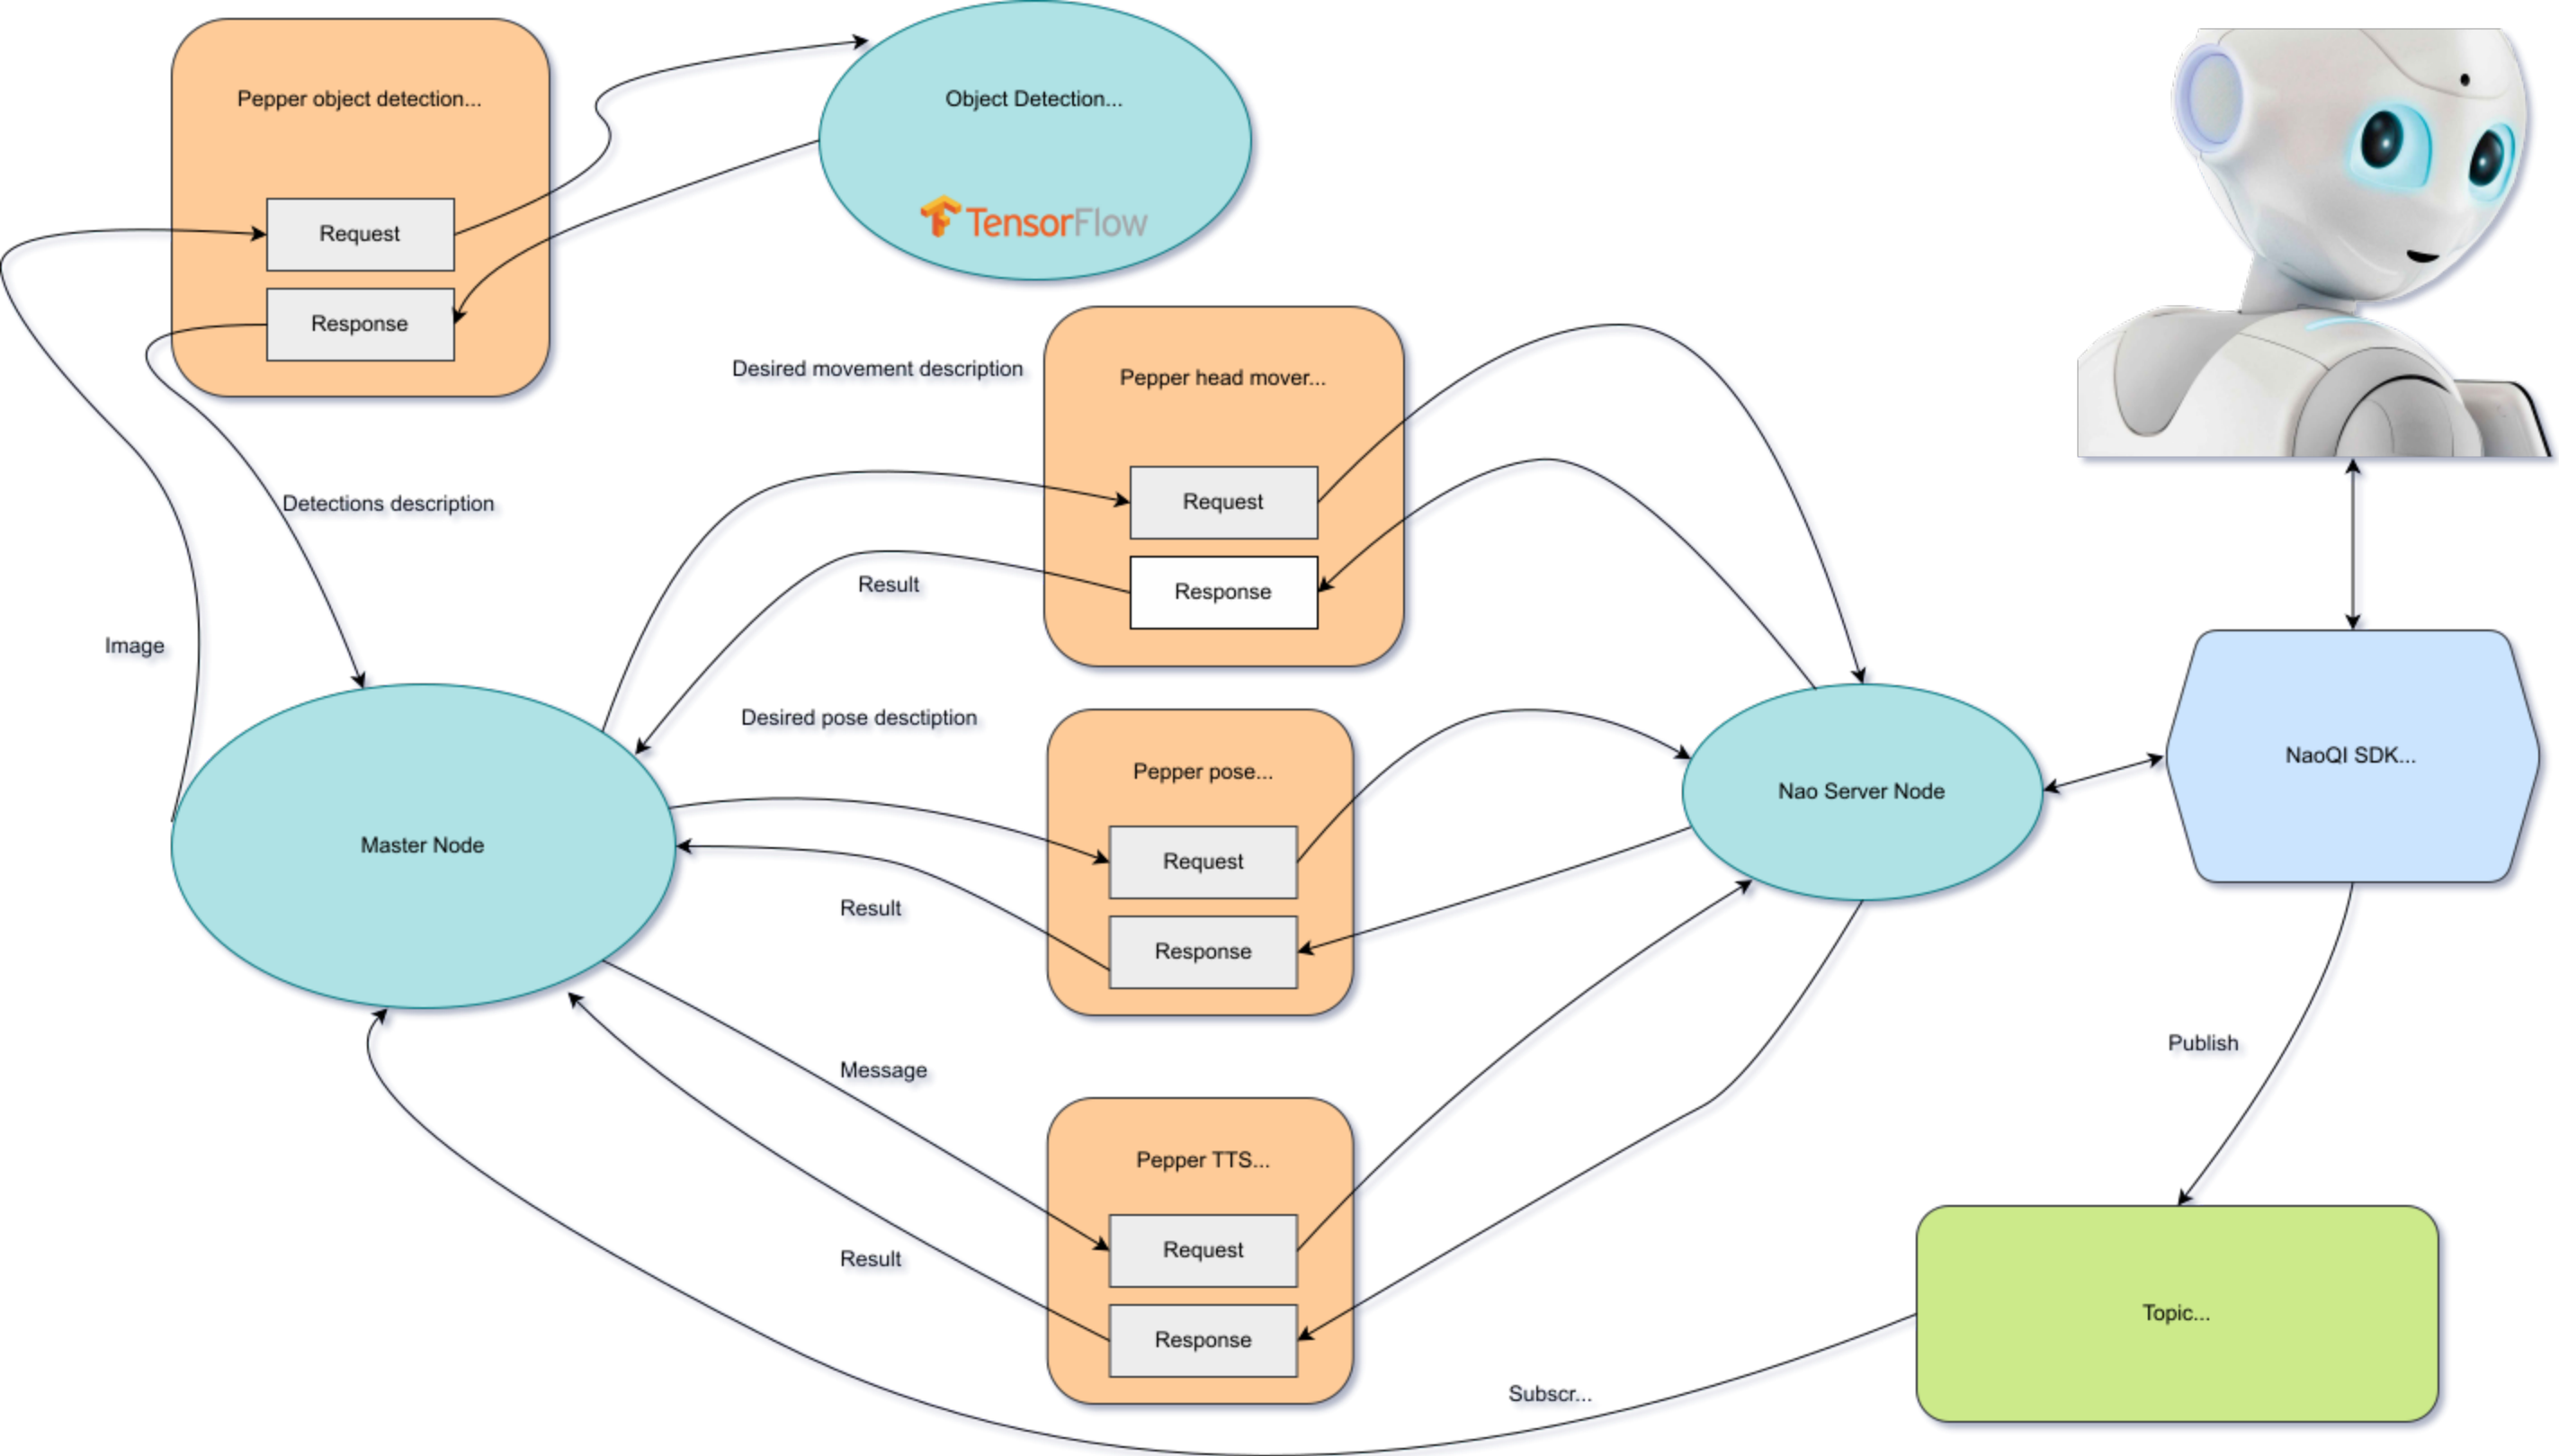 Pepper object detection...
Request
Response
Object Detection...
TensorFlow
Desired movement description
Pepper head mover...
Request
Response
Detections description
Result
Image
Desired pose desctiption
Pepper pose...
Request
Response
Master Node
Result
Nao Server Node
NaoQI SDK...
Message
Publish
Pepper TTS...
Request
Response
Result
Topic...
Subscr...